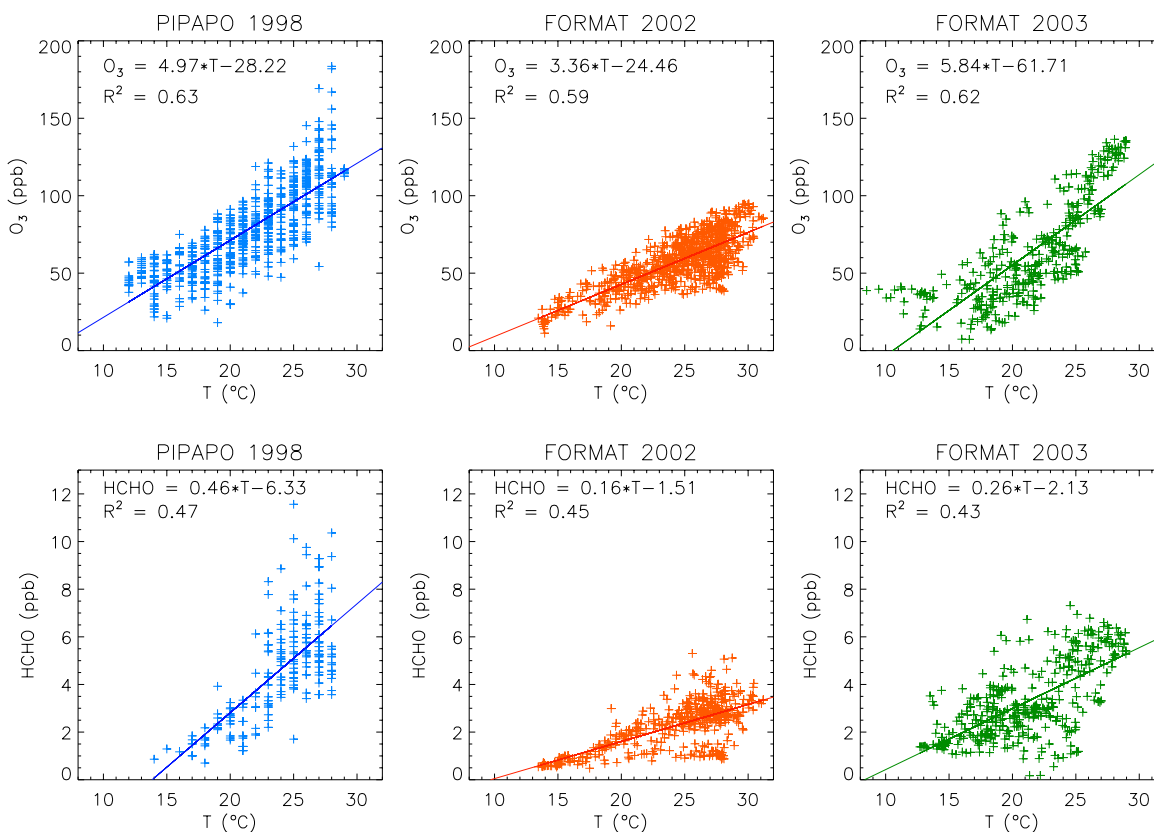 PIPAPO 1998
FORMAT 2002
FORMAT 2003
O₃ = 4.97*T−28.22
R² = 0.63
O₃ = 3.36*T−24.46
R² = 0.59
O₃ = 5.84*T−61.71
R² = 0.62
200
150
100
50
0
O₃ (ppb)
10 15 20 25 30
T (°C)
200
150
100
50
0
O₃ (ppb)
10 15 20 25 30
T (°C)
200
150
100
50
0
O₃ (ppb)
10 15 20 25 30
T (°C)
PIPAPO 1998
FORMAT 2002
FORMAT 2003
HCHO = 0.46*T−6.33
R² = 0.47
HCHO = 0.16*T−1.51
R² = 0.45
HCHO = 0.26*T−2.13
R² = 0.43
12
10
8
6
4
2
0
HCHO (ppb)
10 15 20 25 30
T (°C)
12
10
8
6
4
2
0
HCHO (ppb)
10 15 20 25 30
T (°C)
12
10
8
6
4
2
0
HCHO (ppb)
10 15 20 25 30
T (°C)